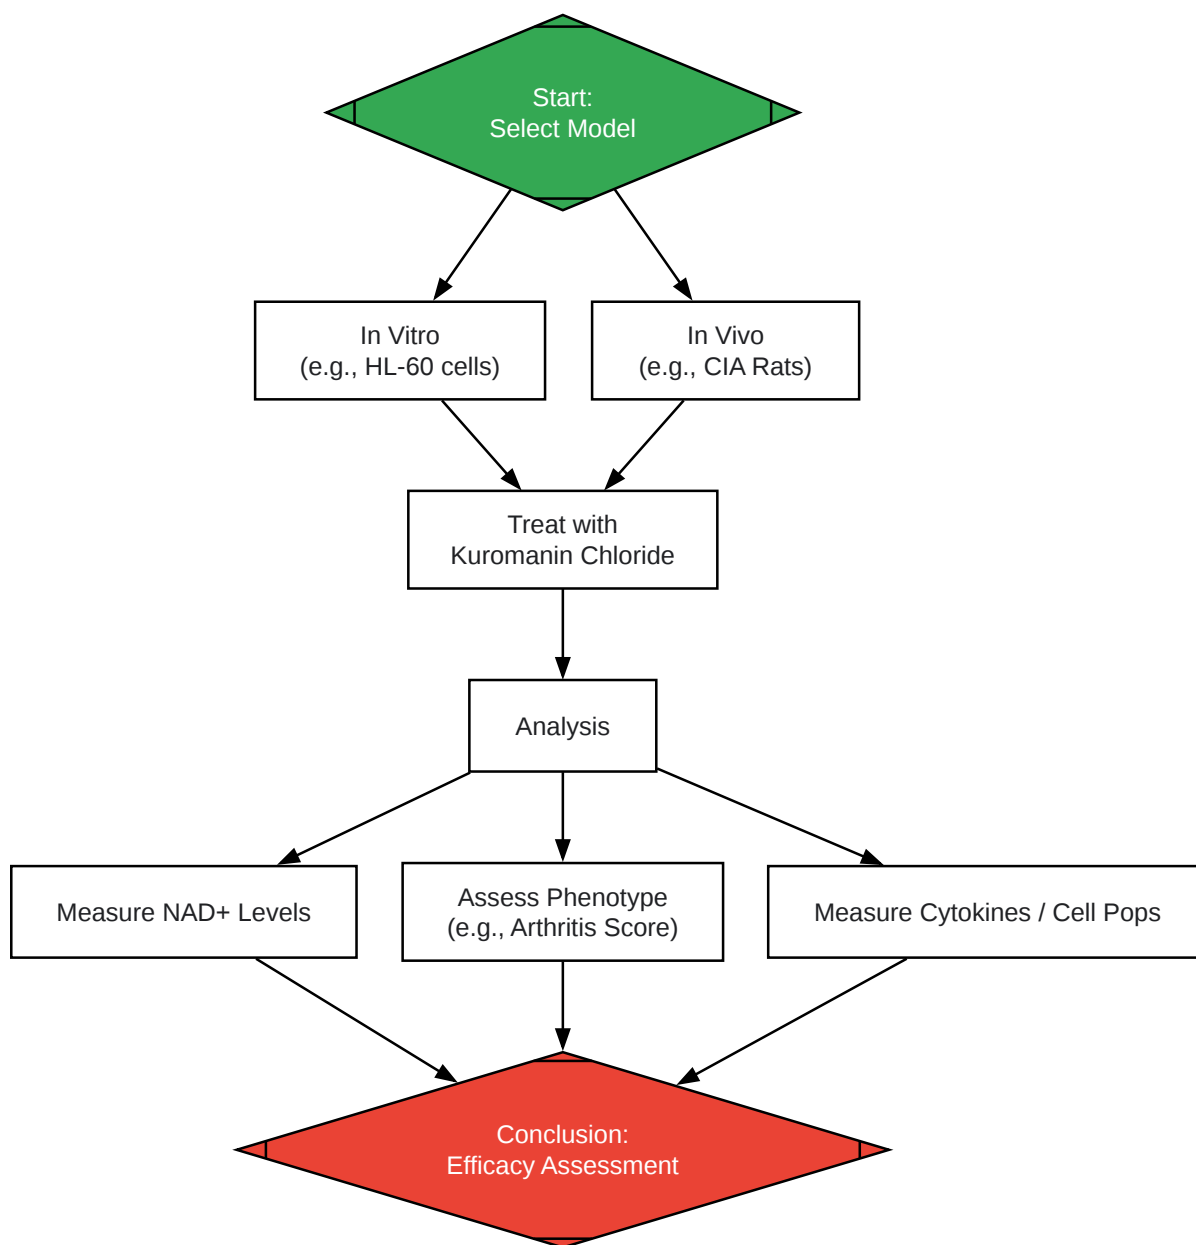 Start:
Select Model
In Vitro
(e.g., HL-60 cells)
In Vivo
(e.g., CIA Rats)
Treat with
Kuromanin Chloride
Analysis
Measure NAD+ Levels
Assess Phenotype
(e.g., Arthritis Score)
Measure Cytokines / Cell Pops
Conclusion:
Efficacy Assessment